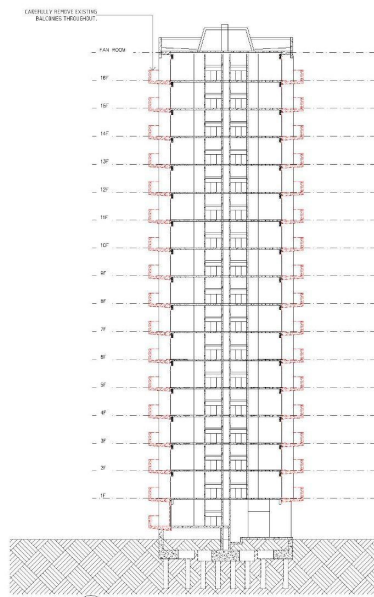 CAREFULLY REMOVE EXISTING
BALCONIES THROUGHOUT.
FAN ROOM
16F
15F
14F
13F
12F
11F
10F
9F
8F
7F
6F
5F
4F
3F
2F
1F